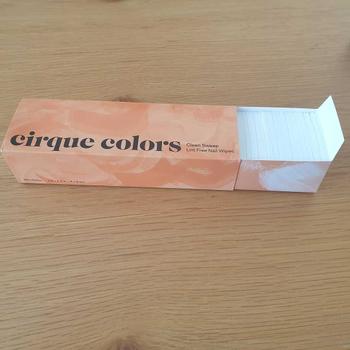 cirque colors
Clean Sweep
Lint Free Nail Wipes